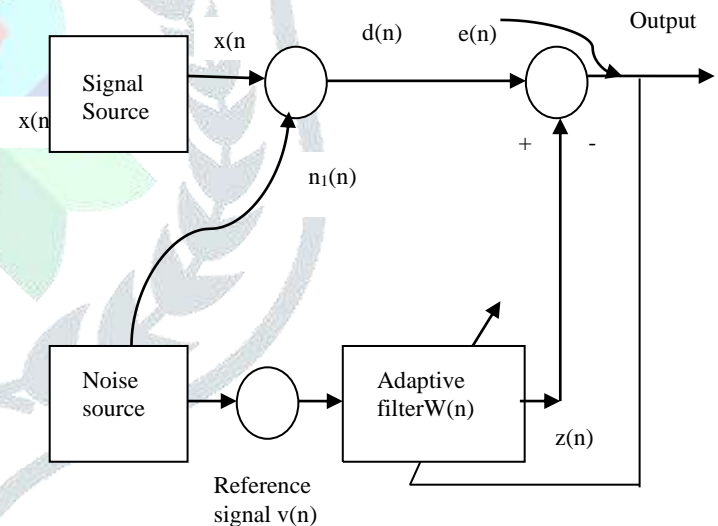 Output
x(n
d(n)
e(n)
Signal
Source
x(n
+ -
n₁(n)
Noise
source
Adaptive
filterW(n)
z(n)
Reference
signal v(n)